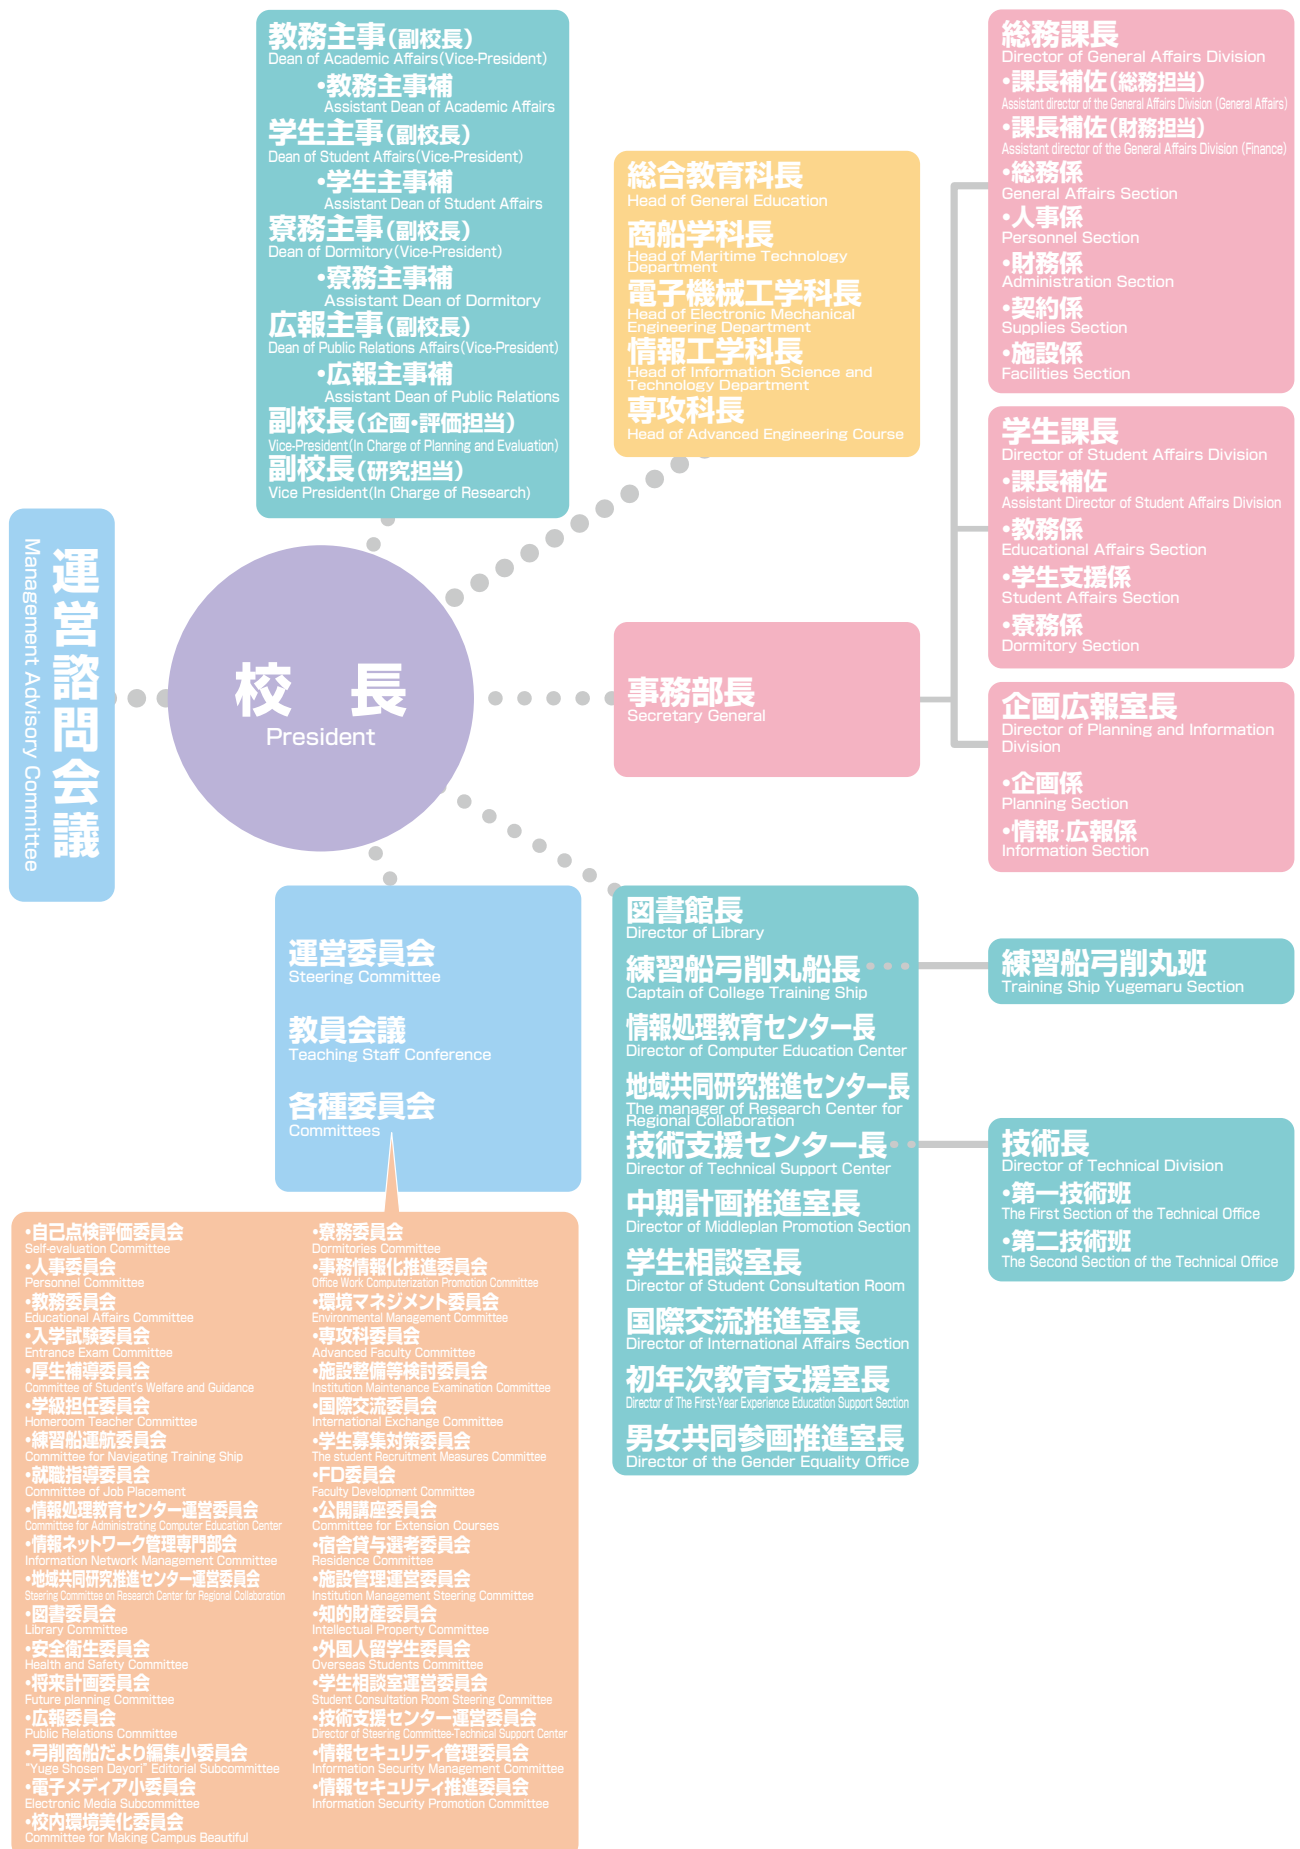 教務主事(副校長)
Dean of Academic Affairs(Vice-President)
・教務主事補
Assistant Dean of Academic Affairs
学生主事(副校長)
Dean of Student Affairs(Vice-President)
・学生主事補
Assistant Dean of Student Affairs
寮務主事(副校長)
Dean of Dormitory(Vice-President)
・寮務主事補
Assistant Dean of Dormitory
広報主事(副校長)
Dean of Public Relations Affairs(Vice-President)
・広報主事補
Assistant Dean of Public Relations
副校長(企画・評価担当)
Vice-President(In Charge of Planning and Evaluation)
副校長(研究担当)
Vice President(In Charge of Research)
総合教育科長
Head of General Education
商船学科長
Head of Maritime Technology
Department
電子機械工学科長
Head of Electronic Mechanical
Engineering Department
情報工学科長
Head of Information Science and
Technology Department
専攻科長
Head of Advanced Engineering Course
総務課長
Director of General Affairs Division
・課長補佐(総務担当)
Assistant director of the General Affairs Division (General Affairs)
・課長補佐(財務担当)
Assistant director of the General Affairs Division (Finance)
・総務係
General Affairs Section
・人事係
Personnel Section
・財務係
Administration Section
・契約係
Supplies Section
・施設係
Facilities Section
学生課長
Director of Student Affairs Division
・課長補佐
Assistant Director of Student Affairs Division
・教務係
Educational Affairs Section
・学生支援係
Student Affairs Section
・寮務係
Dormitory Section
運営諮問会議
Management Advisory Committee
校 長
President
事務部長
Secretary General
企画広報室長
Director of Planning and Information
Division
・企画係
Planning Section
・情報・広報係
Information Section
運営委員会
Steering Committee
教員会議
Teaching Staff Conference
各種委員会
Committees
図書館長
Director of Library
練習船弓削丸船長
Captain of College Training Ship
情報処理教育センター長
Director of Computer Education Center
地域共同研究推進センター長
The manager of Research Center for
Regional Collaboration
技術支援センター長
Director of Technical Support Center
中期計画推進室長
Director of Middleplan Promotion Section
学生相談室長
Director of Student Consultation Room
国際交流推進室長
Director of International Affairs Section
初年次教育支援室長
Director of The First-Year Experience Education Support Section
男女共同参画推進室長
Director of the Gender Equality Office
練習船弓削丸班
Training Ship Yugemaru Section
技術長
Director of Technical Division
・第一技術班
The First Section of the Technical Office
・第二技術班
The Second Section of the Technical Office
・自己点検評価委員会
Self-evaluation Committee
・人事委員会
Personnel Committee
・教務委員会
Educational Affairs Committee
・入学試験委員会
Entrance Exam Committee
・厚生補導委員会
Committee of Student's Welfare and Guidance
・学級担任委員会
Homeroom Teacher Committee
・練習船運航委員会
Committee for Navigating Training Ship
・就職指導委員会
Committee of Job Placement
・情報処理教育センター運営委員会
Committee for Administrating Computer Education Center
・情報ネットワーク管理専門部会
Information Network Management Committee
・地域共同研究推進センター運営委員会
Steering Committee on Research Center for Regional Collaboration
・図書委員会
Library Committee
・安全衛生委員会
Health and Safety Committee
・将来計画委員会
Future planning Committee
・広報委員会
Public Relations Committee
・弓削商船だより編集小委員会
"Yuge Shosen Dayori" Editorial Subcommittee
・電子メディア小委員会
Electronic Media Subcommittee
・校内環境美化委員会
Committee for Making Campus Beautiful
・寮務委員会
Dormitories Committee
・事務情報化推進委員会
Office Work Computerization Promotion Committee
・環境マネジメント委員会
Environmental Management Committee
・専攻科委員会
Advanced Faculty Committee
・施設整備等検討委員会
Institution Maintenance Examination Committee
・国際交流委員会
International Exchange Committee
・学生募集対策委員会
The student Recruitment Measures Committee
・FD委員会
Faculty Development Committee
・公開講座委員会
Committee for Extension Courses
・宿舎貸与選考委員会
Residence Committee
・施設管理運営委員会
Institution Management Steering Committee
・知的財産委員会
Intellectual Property Committee
・外国人留学生委員会
Overseas Students Committee
・学生相談室運営委員会
Student Consultation Room Steering Committee
・技術支援センター運営委員会
Director of Steering Committee-Technical Support Center
・情報セキュリティ管理委員会
Information Security Management Committee
・情報セキュリティ推進委員会
Information Security Promotion Committee